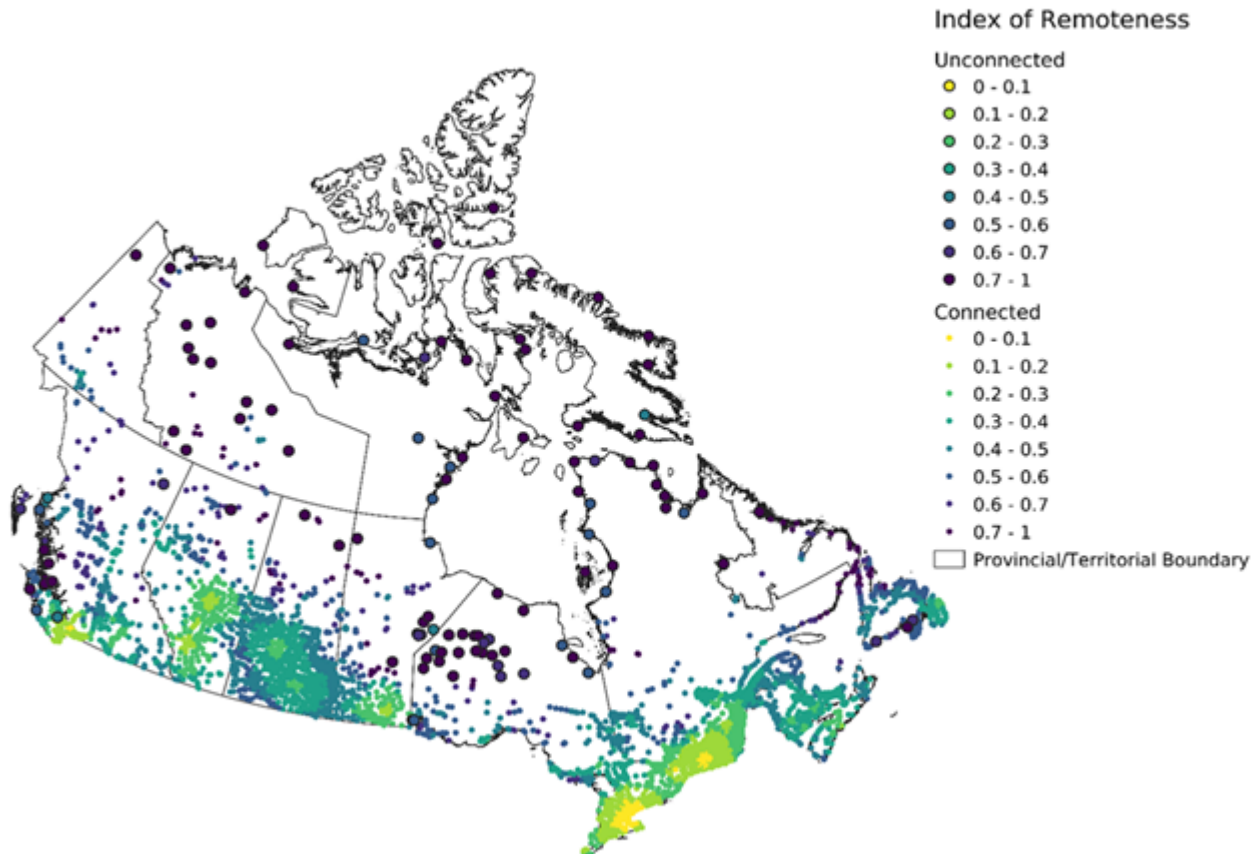 Index of Remoteness
Unconnected
0 - 0.1
0.1 - 0.2
0.2 - 0.3
0.3 - 0.4
0.4 - 0.5
0.5 - 0.6
0.6 - 0.7
0.7 - 1
Connected
0 - 0.1
0.1 - 0.2
0.2 - 0.3
0.3 - 0.4
0.4 - 0.5
0.5 - 0.6
0.6 - 0.7
0.7 - 1
Provincial/Territorial Boundary